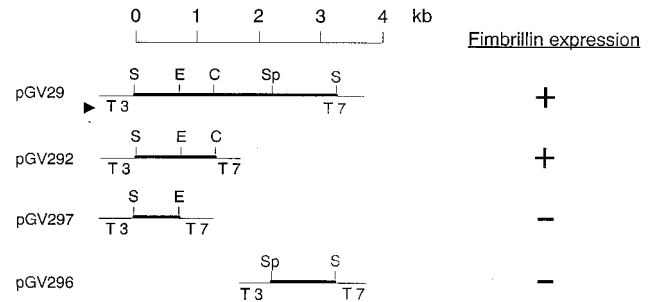 0 1 2 3 4 kb
Fimbrillin expression
S E C Sp S
pGV29 +
T3 T7
S E C
pGV292 +
T3 T7
S E
pGV297 −
T3 T7
Sp S
pGV296 −
T3 T7